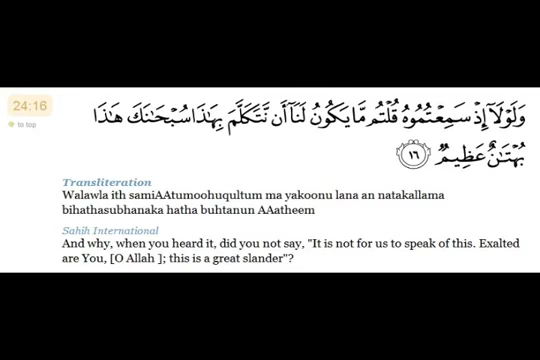 24:16
to top
وَلَوْلَآ إِذْ سَمِعْتُمُوهُ قُلْتُم مَّا يَكُونُ لَنَآ أَن نَّتَكَلَّمَ بِهَٰذَا سُبْحَٰنَكَ هَٰذَا
بُهْتَٰنٌ عَظِيمٌ ١٦
Transliteration
Walawla ith samiAAtumoohuqultum ma yakoonu lana an natakallama
bihathasubhanaka hatha buhtanun AAatheem
Sahih International
And why, when you heard it, did you not say, "It is not for us to speak of this. Exalted
are You, [O Allah ]; this is a great slander"?